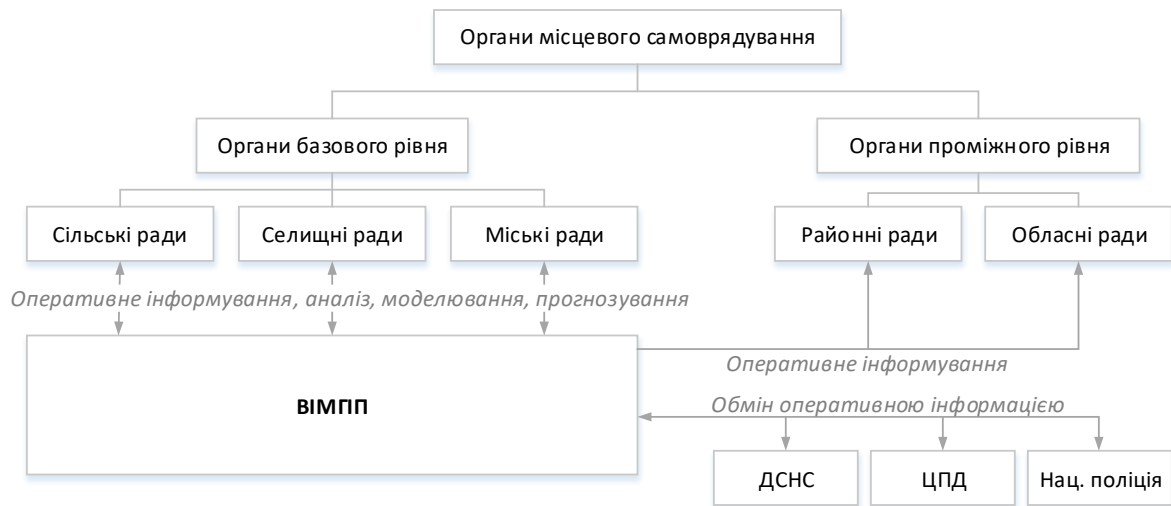 Органи місцевого самоврядування
Органи базового рівня
Органи проміжного рівня
Сільські ради
Селищні ради
Міські ради
Районні ради
Обласні ради
Оперативне інформування, аналіз, моделювання, прогнозування
Оперативне інформування
ВІМГІП
Обмін оперативною інформацією
ДСНС
ЦПД
Нац. поліція